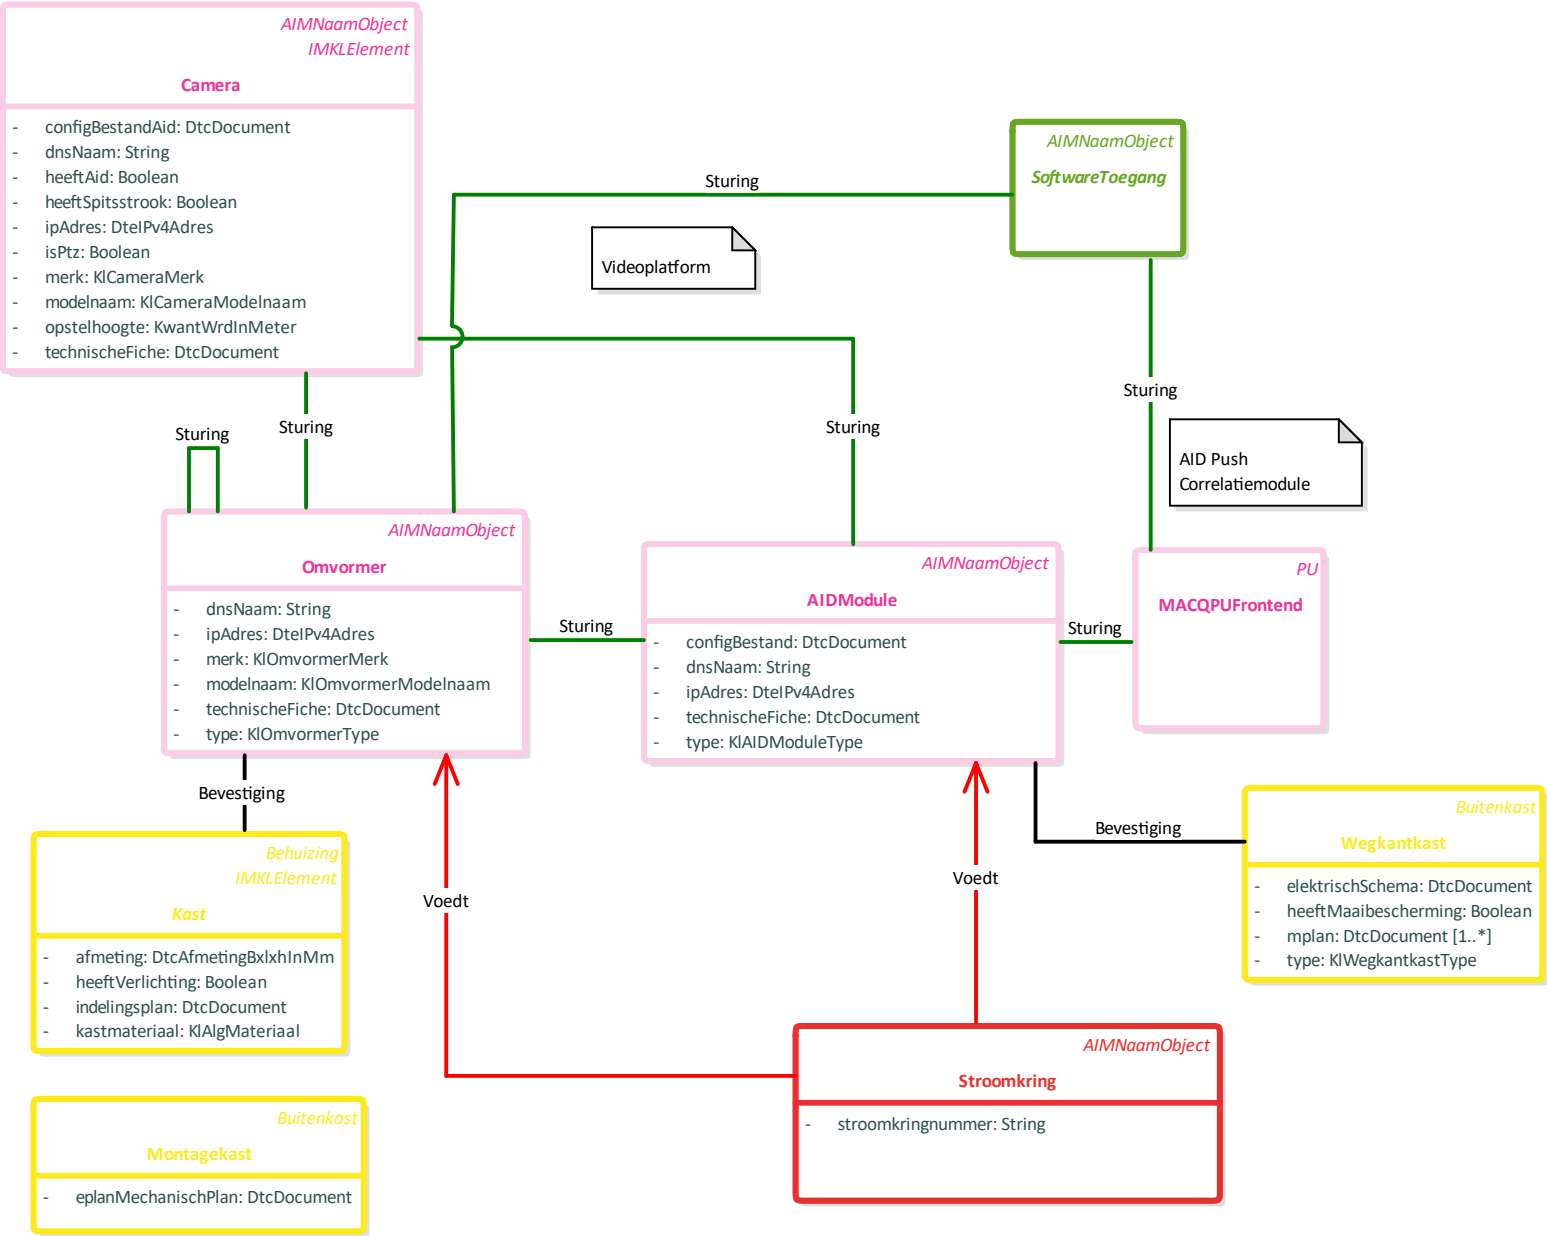 AIMNaamObject
IMKLElement
Camera
- configBestandAid: DtcDocument
- dnsNaam: String
- heeftAid: Boolean
- heeftSpitsstrook: Boolean
- ipAdres: DteIPv4Adres
- isPtz: Boolean
- merk: KlCameraMerk
- modelnaam: KlCameraModelnaam
- opstelhoogte: KwantWrdInMeter
- technischeFiche: DtcDocument
AIMNaamObject
SoftwareToegang
Sturing
Videoplatform
Sturing
Sturing
Sturing
Sturing
AID Push
Correlatiemodule
AIMNaamObject
Omvormer
- dnsNaam: String
- ipAdres: DteIPv4Adres
- merk: KlOmvormerMerk
- modelnaam: KlOmvormerModelnaam
- technischeFiche: DtcDocument
- type: KlOmvormerType
Sturing
AIMNaamObject
AIDModule
- configBestand: DtcDocument
- dnsNaam: String
- ipAdres: DteIPv4Adres
- technischeFiche: DtcDocument
- type: KlAIDModuleType
Sturing
PU
MACQPUFrontend
Bevestiging
Behuizing
IMKLElement
Kast
- afmeting: DtcAfmetingBxlxhInMm
- heeftVerlichting: Boolean
- indelingsplan: DtcDocument
- kastmateriaal: KlAlgMateriaal
Voedt
Voedt
Bevestiging
Buitenkast
Wegkantkast
- elektrischSchema: DtcDocument
- heeftMaaibescherming: Boolean
- mplan: DtcDocument [1..*]
- type: KlWegkantkastType
AIMNaamObject
Stroomkring
- stroomkringnummer: String
Buitenkast
Montagekast
- eplanMechanischPlan: DtcDocument